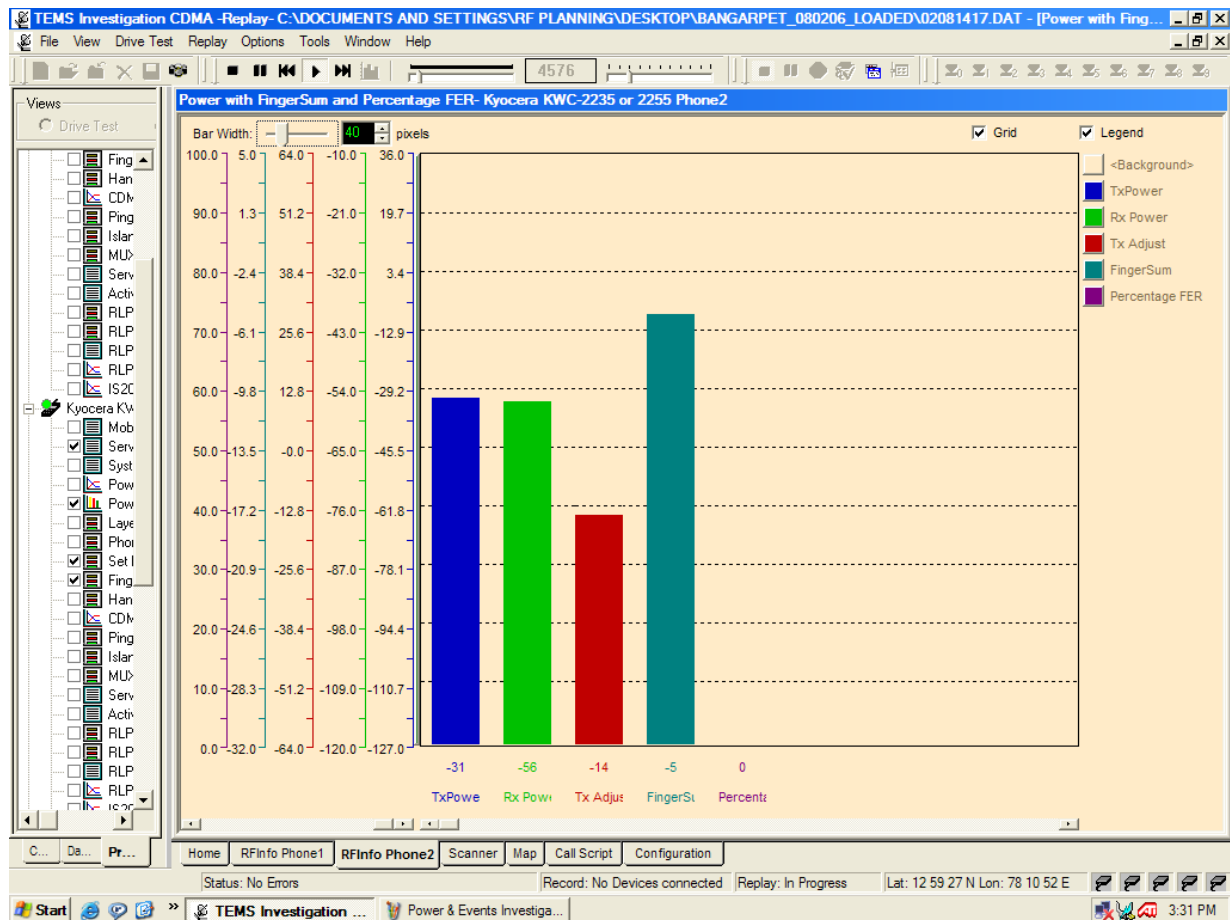 TEMS Investigation CDMA -Replay- C:\DOCUMENTS AND SETTINGS\RF PLANNING\DESKTOP\BANGARPET_080206_LOADED\02081417.DAT - [Power with Fing...
File View Drive Test Replay Options Tools Window Help
4576
Views
Drive Test
Fing
Han
CDM
Ping
Islar
MUX
Serv
Activ
RLP
RLP
RLP
RLP
IS20
Kyocera KW
Mob
Serv
Syst
Pow
Pow
Laye
Phon
Set I
Fing
Han
CDM
Ping
Islar
MUX
Serv
Activ
RLP
RLP
RLP
RLP
IS20
C... Da... Pr...
Power with FingerSum and Percentage FER- Kyocera KWC-2235 or 2255 Phone2
Bar Width: 40 pixels Grid Legend
100.0 5.0 64.0 -10.0 36.0
90.0 1.3 51.2 -21.0 19.7
80.0 -2.4 38.4 -32.0 3.4
70.0 -6.1 25.6 -43.0 -12.9
60.0 -9.8 12.8 -54.0 -29.2
50.0 -13.5 -0.0 -65.0 -45.5
40.0 -17.2 -12.8 -76.0 -61.8
30.0 -20.9 -25.6 -87.0 -78.1
20.0 -24.6 -38.4 -98.0 -94.4
10.0 -28.3 -51.2 -109.0 -110.7
0.0 -32.0 -64.0 -120.0 -127.0
<Background>
TxPower
Rx Power
Tx Adjust
FingerSum
Percentage FER
-31 -56 -14 -5 0
TxPowe Rx Pow Tx Adjus FingerSu Percenta
Home RFInfo Phone1 RFInfo Phone2 Scanner Map Call Script Configuration
Status: No Errors Record: No Devices connected Replay: In Progress Lat: 12 59 27 N Lon: 78 10 52 E
Start » TEMS Investigation ... Power & Events Investiga... 3:31 PM